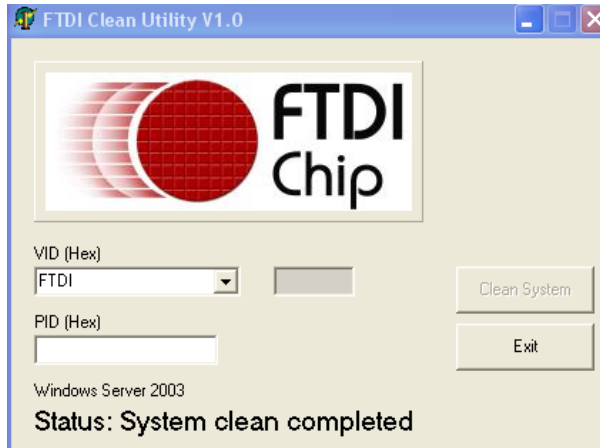 FTDI Clean Utility V1.0
FTDI
Chip
VID (Hex)
FTDI
Clean System
PID (Hex)
Exit
Windows Server 2003
Status: System clean completed